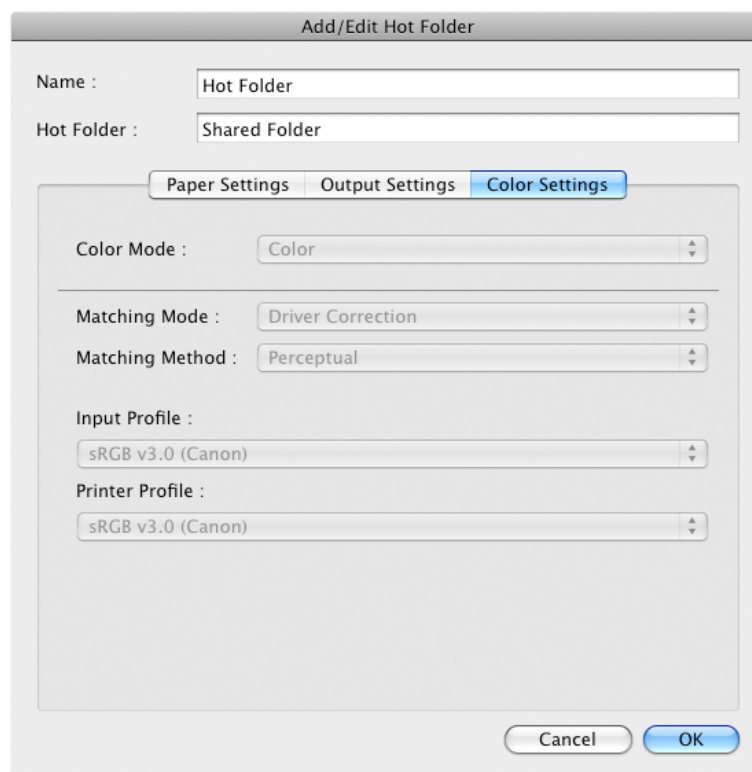 Add/Edit Hot Folder
Name : Hot Folder
Hot Folder : Shared Folder
Paper Settings Output Settings Color Settings
Color Mode : Color
Matching Mode : Driver Correction
Matching Method : Perceptual
Input Profile :
sRGB v3.0 (Canon)
Printer Profile :
sRGB v3.0 (Canon)
Cancel OK